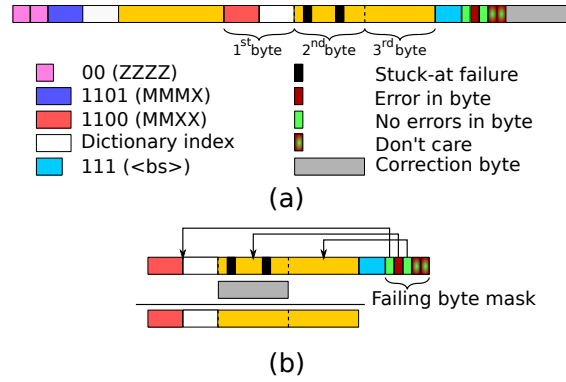 1st byte 2nd byte 3rd byte
00 (ZZZZ) Stuck-at failure
1101 (MMMX) Error in byte
1100 (MMXX) No errors in byte
Dictionary index Don't care
111 (<bs>) Correction byte
(a)
Failing byte mask
(b)